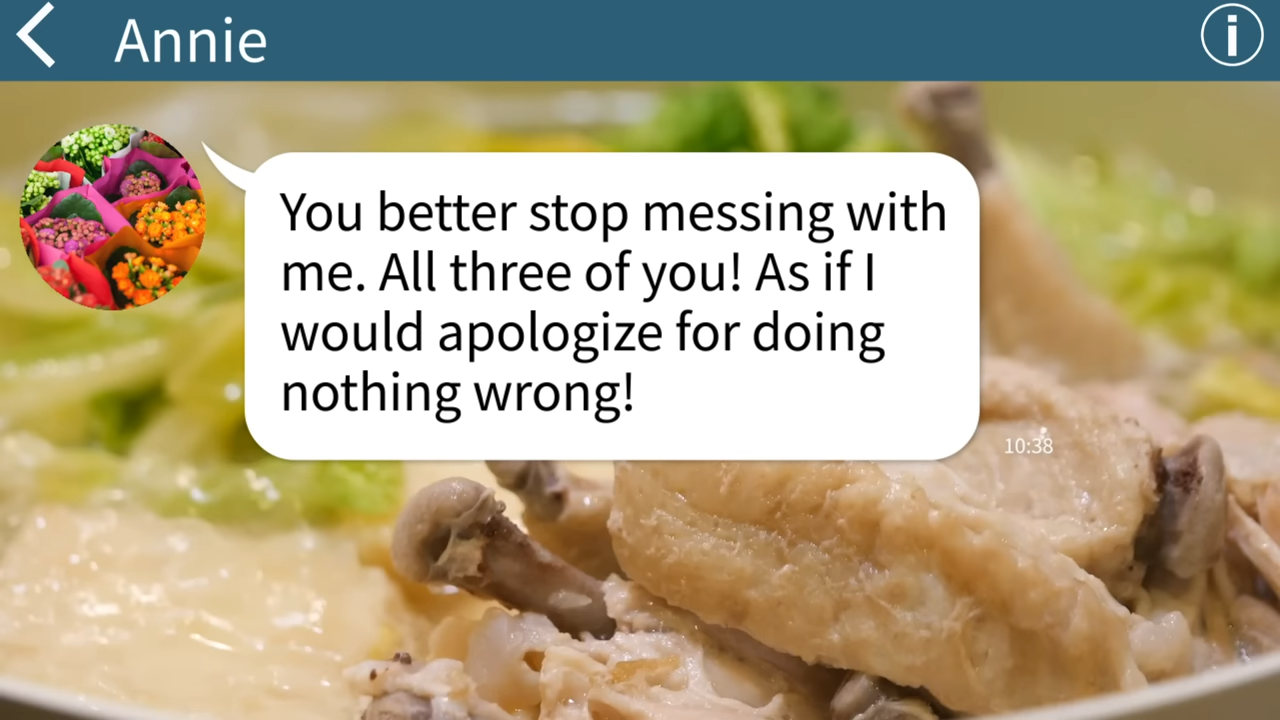 Annie
You better stop messing with
me. All three of you! As if I
would apologize for doing
nothing wrong!
10:38